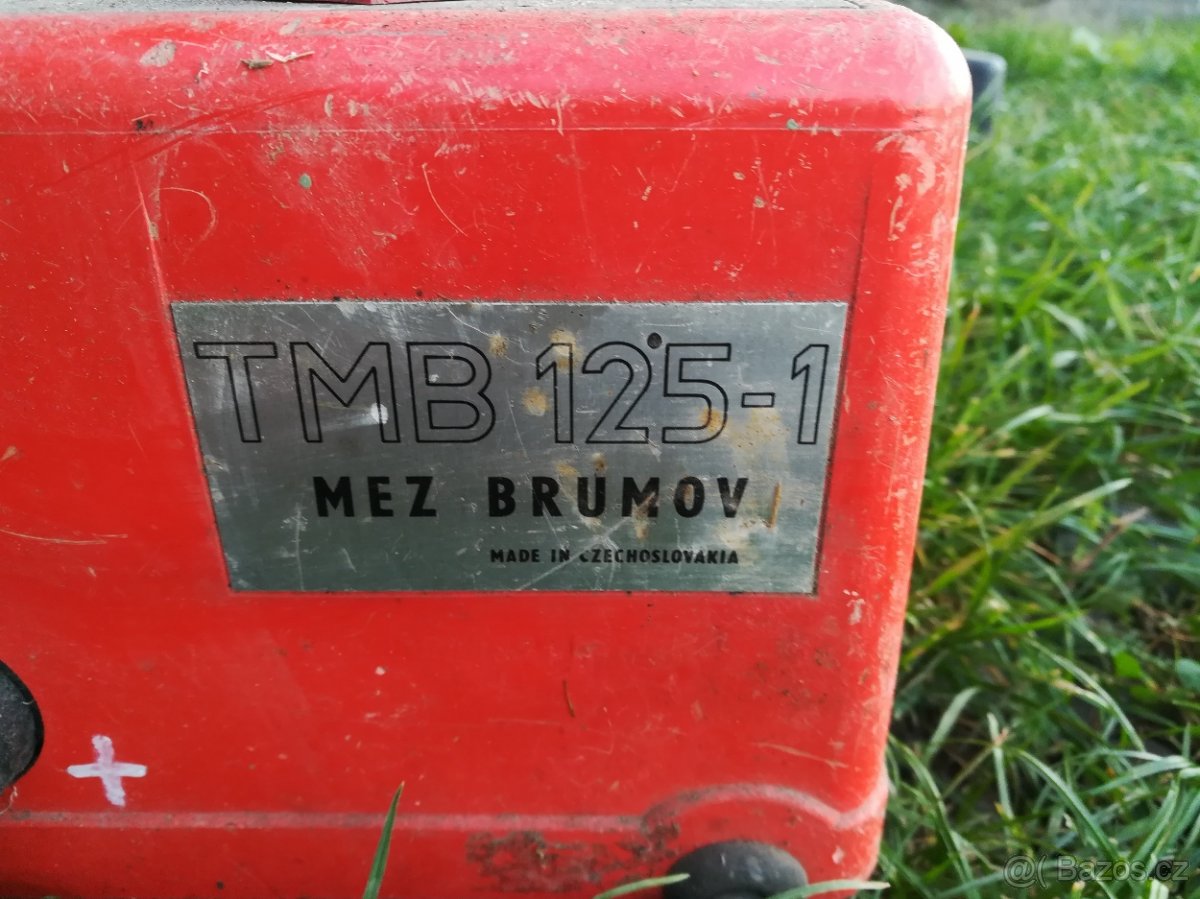 TMB 125-1
MEZ BRUMOV
MADE IN CZECHOSLOVAKIA
+
@( Bazos.cz